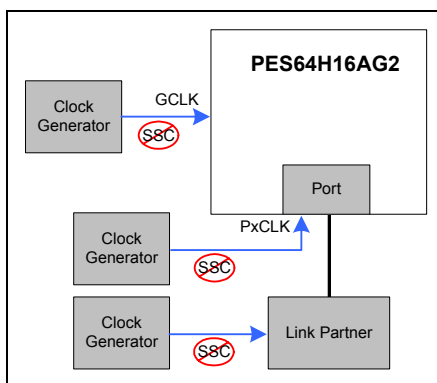 PES64H16AG2
Clock
Generator
GCLK
SSC
Port
PxCLK
Clock
Generator
SSC
Clock
Generator
SSC
Link Partner